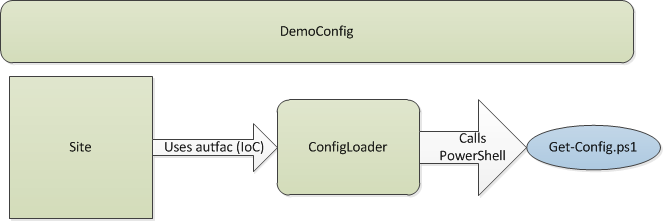 DemoConfig
Site
Uses autfac (IoC)
ConfigLoader
Calls
PowerShell
Get-Config.ps1